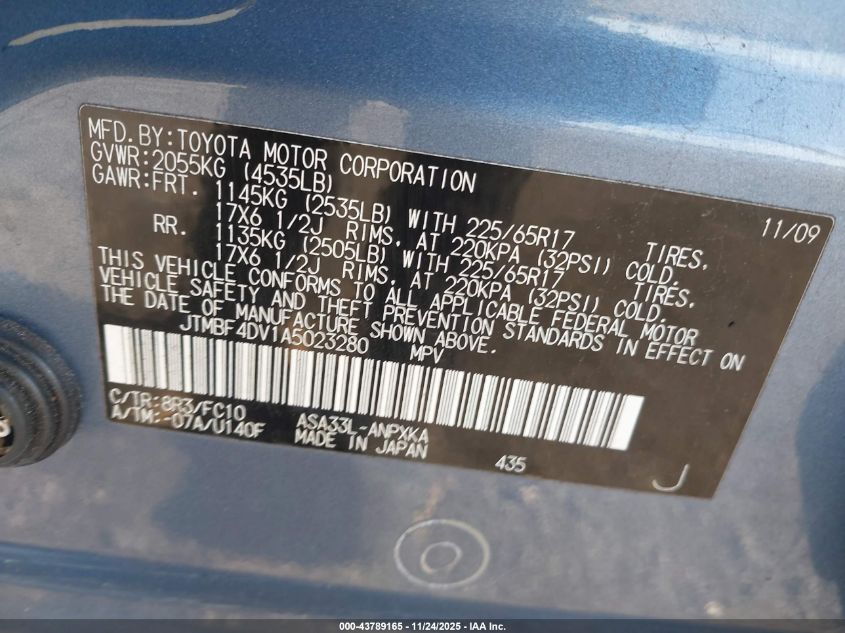 MFD. BY: TOYOTA MOTOR CORPORATION 11/09
GVWR: 2055KG (4535LB)
GAWR: FRT. 1145KG (2535LB) WITH 225/65R17 TIRES,
17X6 1/2J RIMS, AT 220KPA (32PSI) COLD.
RR. 1135KG (2505LB) WITH 225/65R17 TIRES,
17X6 1/2J RIMS, AT 220KPA (32PSI) COLD.
THIS VEHICLE CONFORMS TO ALL APPLICABLE FEDERAL MOTOR
VEHICLE SAFETY AND THEFT PREVENTION STANDARDS IN EFFECT ON
THE DATE OF MANUFACTURE SHOWN ABOVE.
JTMBF4DV1A5023280 MPV
C/TR: 8R3/FC10 ASA33L-ANPXKA
A/TM: -07A/U140F MADE IN JAPAN 435 J
000-43789165 - 11/24/2025 - IAA Inc.